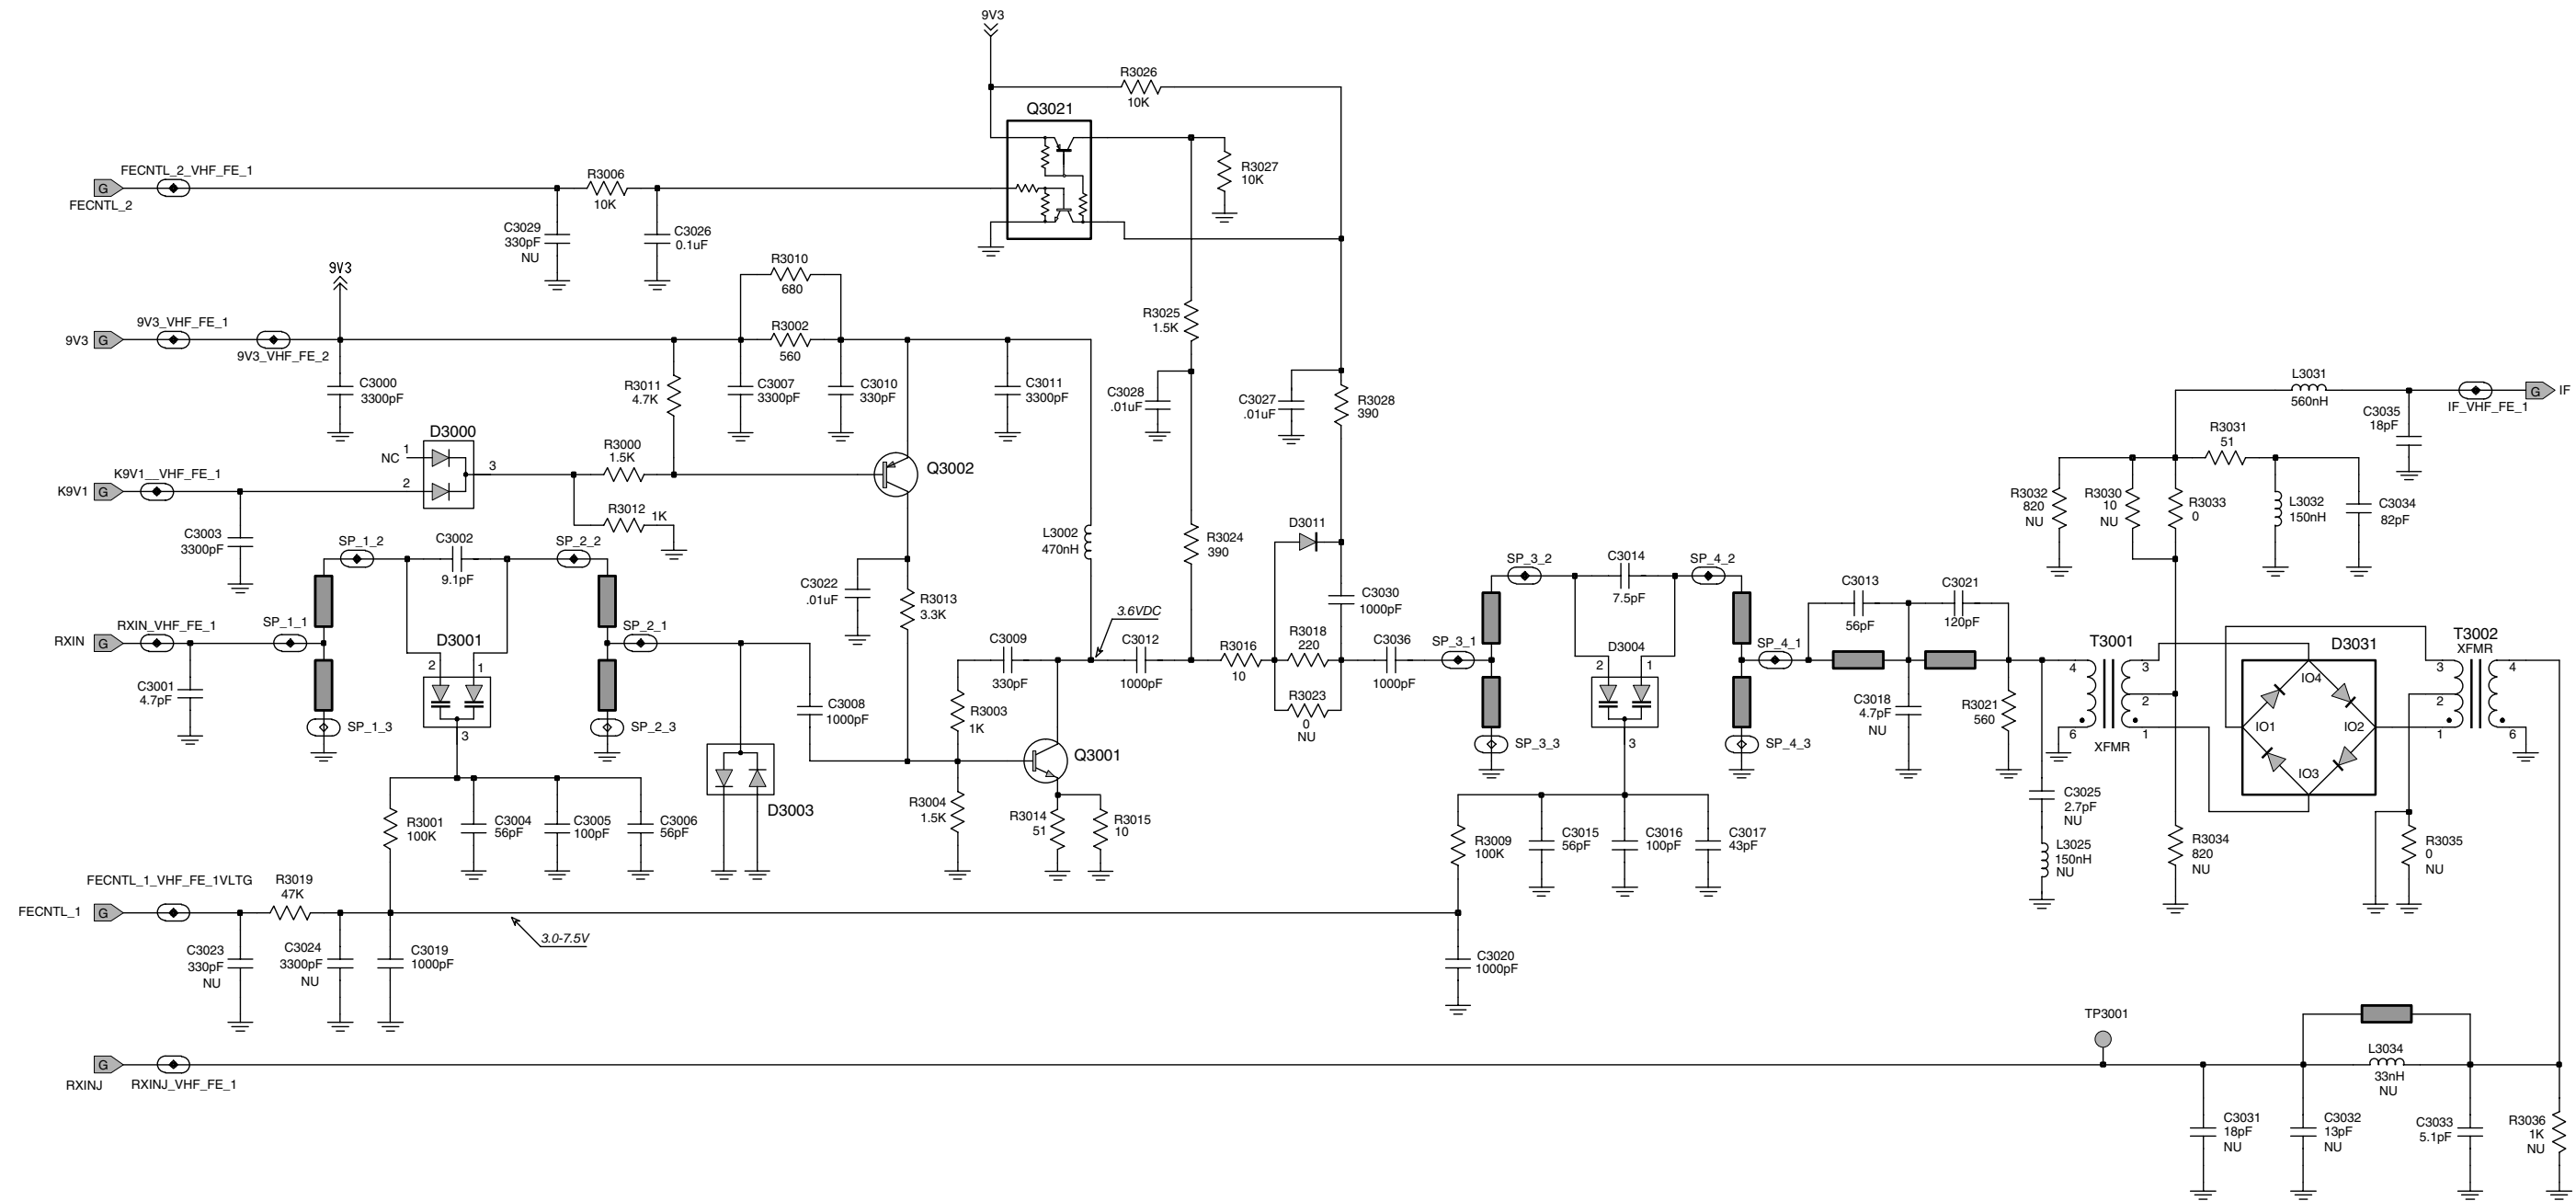 9V3
R3026
10K
Q3021
R3027
10K
FECNTL_2_VHF_FE_1
G
FECNTL_2
R3006
10K
C3029
330pF
NU
C3026
0.1uF
9V3
R3010
680
R3025
1.5K
9V3
G
9V3_VHF_FE_1
9V3_VHF_FE_2
R3002
560
C3000
3300pF
R3011
4.7K
C3007
3300pF
C3010
330pF
C3011
3300pF
C3028
.01uF
C3027
.01uF
R3028
390
L3031
560nH
G
IF
IF_VHF_FE_1
C3035
18pF
D3000
NC
1
2
3
R3000
1.5K
Q3002
R3031
51
K9V1
G
K9V1__VHF_FE_1
C3003
3300pF
R3012
1K
L3002
470nH
R3024
390
D3011
R3032
820
NU
R3030
10
NU
R3033
0
L3032
150nH
C3034
82pF
SP_1_2
C3002
9.1pF
SP_2_2
C3022
.01uF
R3013
3.3K
3.6VDC
C3030
1000pF
SP_3_2
C3014
7.5pF
SP_4_2
C3013
56pF
C3021
120pF
RXIN
G
RXIN_VHF_FE_1
SP_1_1
C3001
4.7pF
SP_1_3
D3001
2
1
3
SP_2_1
SP_2_3
C3008
1000pF
C3009
330pF
R3003
1K
C3012
1000pF
R3016
10
R3018
220
R3023
0
NU
C3036
1000pF
SP_3_1
SP_3_3
D3004
2
1
3
SP_4_1
SP_4_3
C3018
4.7pF
NU
R3021
560
T3001
4
6
3
2
1
XFMR
D3031
IO4
IO1
IO2
IO3
T3002
XFMR
3
2
1
4
6
D3003
Q3001
R3001
100K
C3004
56pF
C3005
100pF
C3006
56pF
R3004
1.5K
R3014
51
R3015
10
R3009
100K
C3015
56pF
C3016
100pF
C3017
43pF
C3025
2.7pF
NU
L3025
150nH
NU
R3034
820
NU
R3035
0
NU
FECNTL_1_VHF_FE_1VLTG
FECNTL_1
G
R3019
47K
3.0-7.5V
C3023
330pF
NU
C3024
3300pF
NU
C3019
1000pF
C3020
1000pF
TP3001
G
RXINJ
RXINJ_VHF_FE_1
L3034
33nH
NU
C3031
18pF
NU
C3032
13pF
NU
C3033
5.1pF
R3036
1K
NU